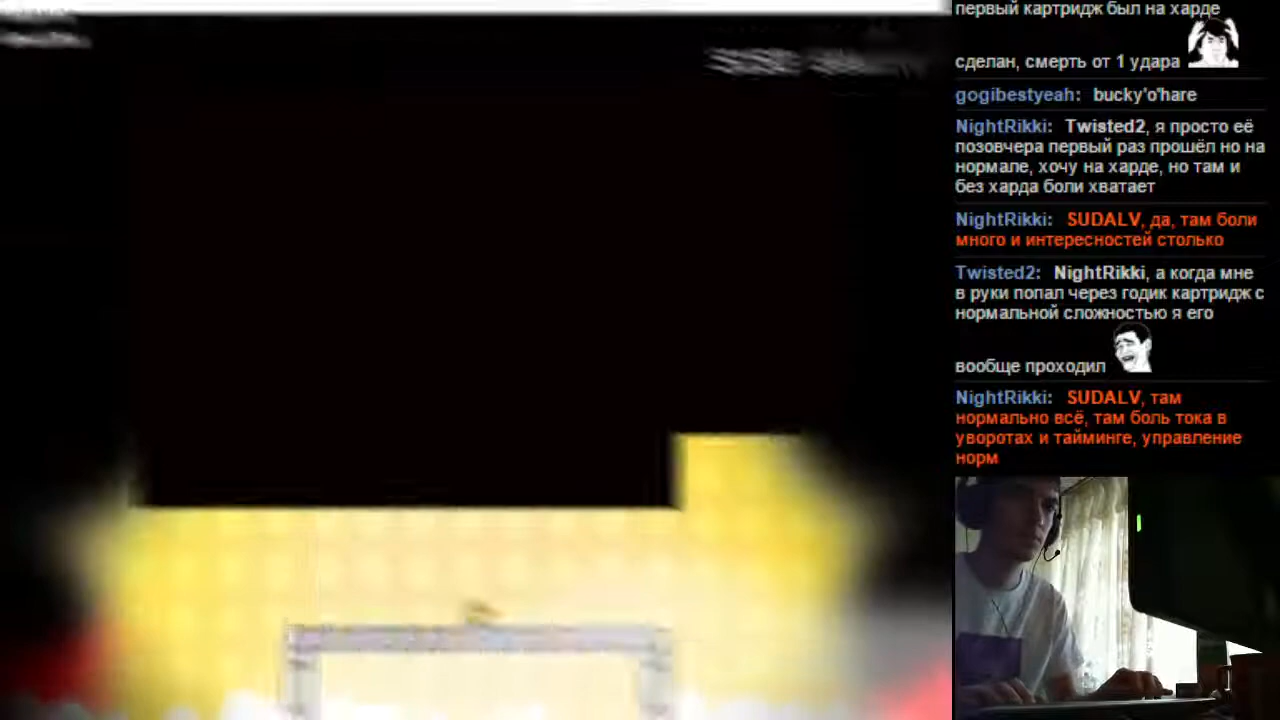 первый картридж был на харде
сделан, смерть от 1 удара
gogibestyeah: bucky'o'hare
NightRikki: Twisted2, я просто её
позовчера первый раз прошёл но на
нормале, хочу на харде, но там и
без харда боли хватает
NightRikki: SUDALV, да, там боли
много и интересностей столько
Twisted2: NightRikki, а когда мне
в руки попал через годик картридж с
нормальной сложностью я его
вообще проходил
NightRikki: SUDALV, там
нормально всё, там боль тока в
уворотах и тайминге, управление
норм